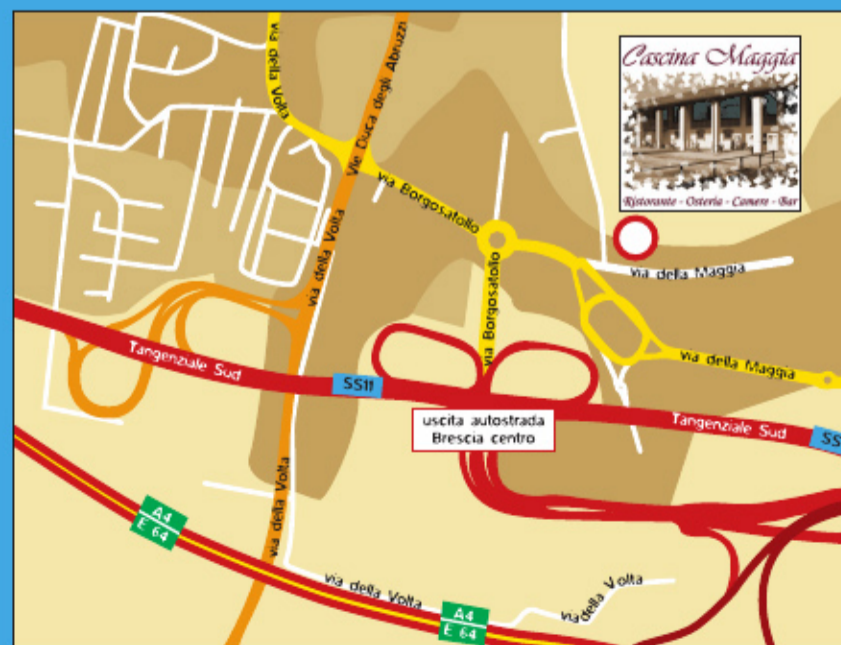 Cascina Maggia
Ristorante - Osteria - Camere - Bar
via della Volta
Vle Duca degli Abruzzi
via Borgosatollo
via della Volta
via Borgosatollo
via della Maggia
via della Maggia
Tangenziale Sud
SS11
uscita autostrada
Brescia centro
Tangenziale Sud
SS
via della Volta
A4
E 64
via della Volta
A4
E 64
via della Volta